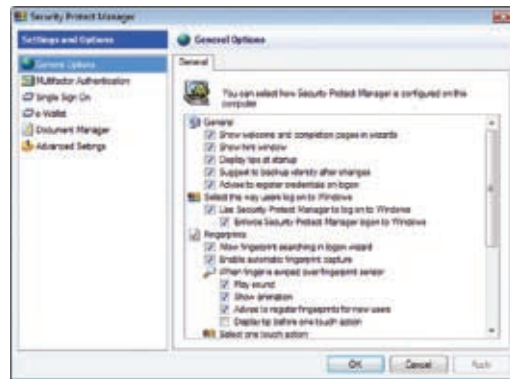 Security Protect Manager
Settings and Options
General Options
Multifactor Authentication
Single Sign On
e-Wallet
Document Manager
Advanced Settings
General Options
General
You can select how Security Protect Manager is configured on this
computer
General
Show welcome and completion pages in wizards
Show hint window
Display tips at startup
Suggest to backup identity after changes
Advise to register credentials on logon
Select the way users log on to Windows
Use Security Protect Manager to log on to Windows
Enforce Security Protect Manager logon to Windows
Fingerprints
Allow fingerprint searching in logon wizard
Enable automatic fingerprint capture
When finger is swiped over fingerprint sensor
Play sound
Show animation
Advise to register fingerprints for new users
Display tip before one touch action
Select one touch action
OK
Cancel
Apply